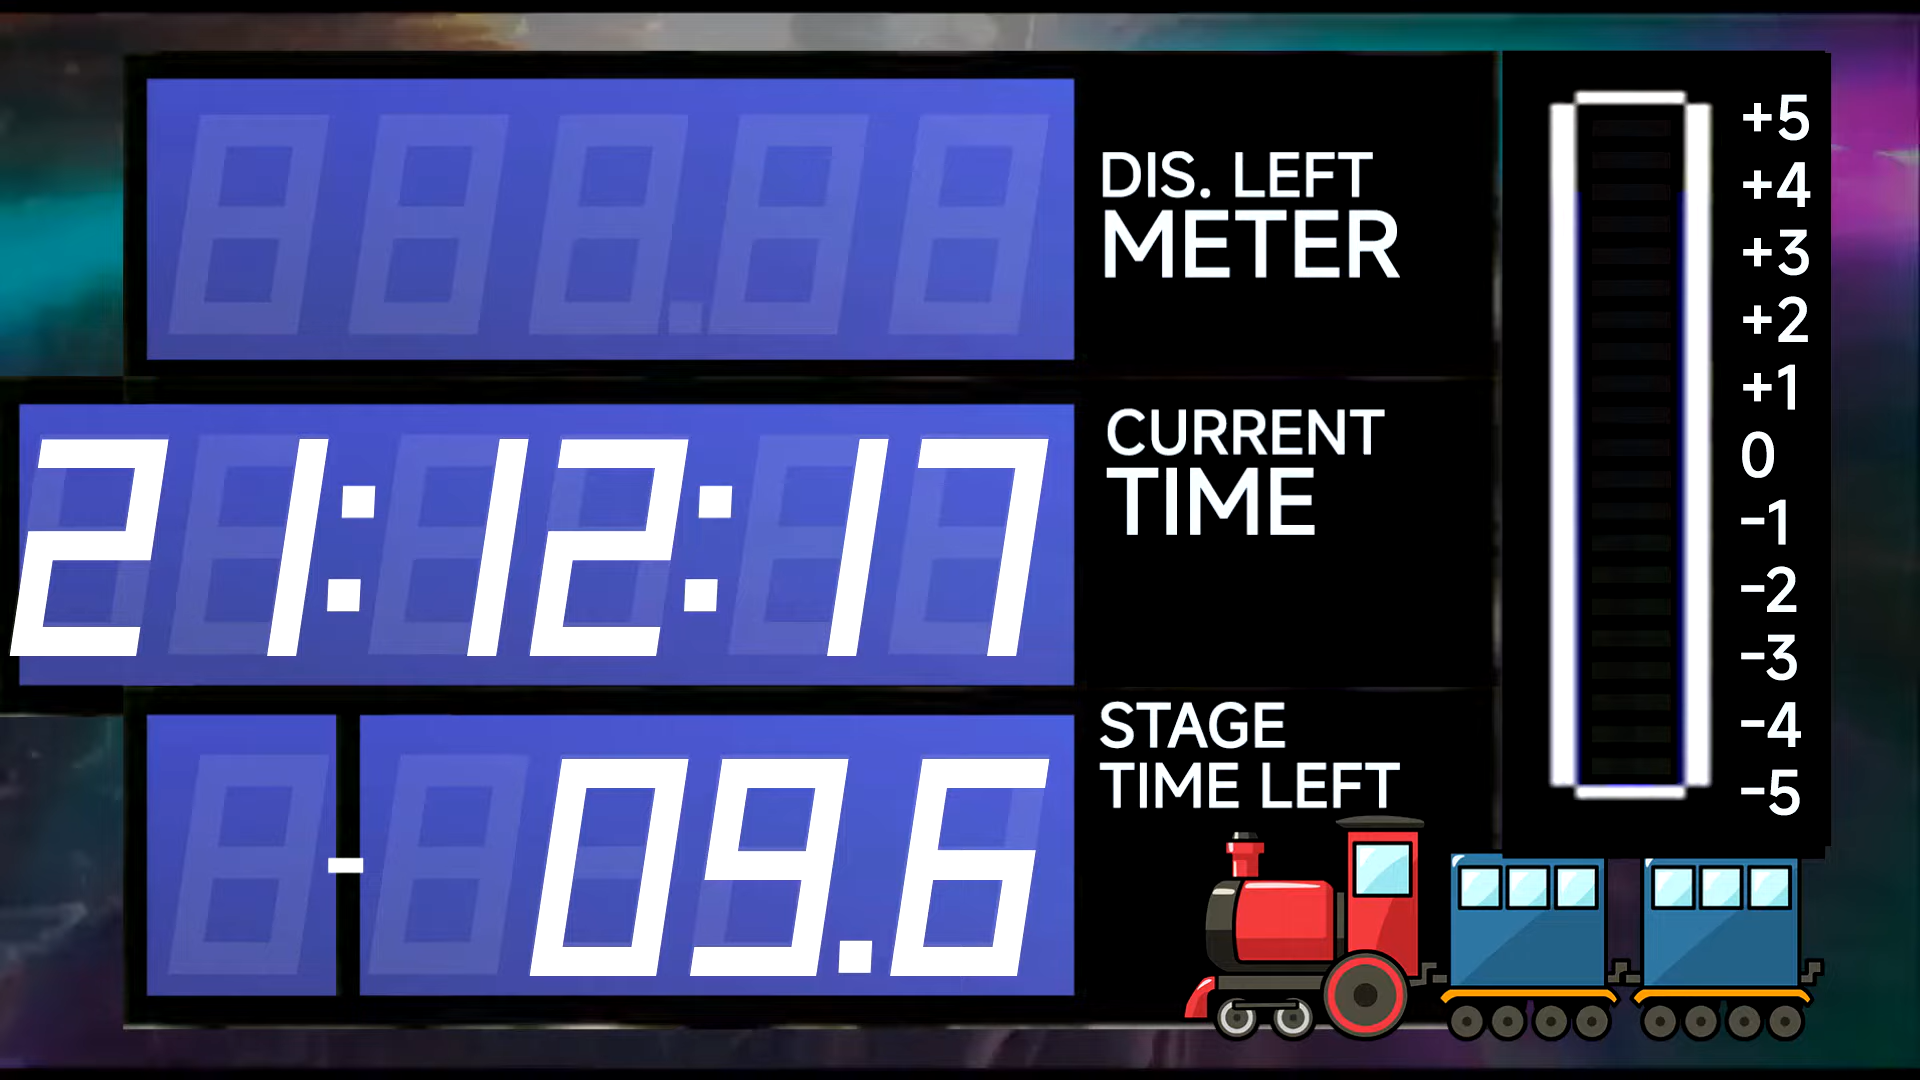 DIS. LEFT
METER
21:12:17
CURRENT
TIME
-09.6
STAGE
TIME LEFT
+5
+4
+3
+2
+1
0
-1
-2
-3
-4
-5